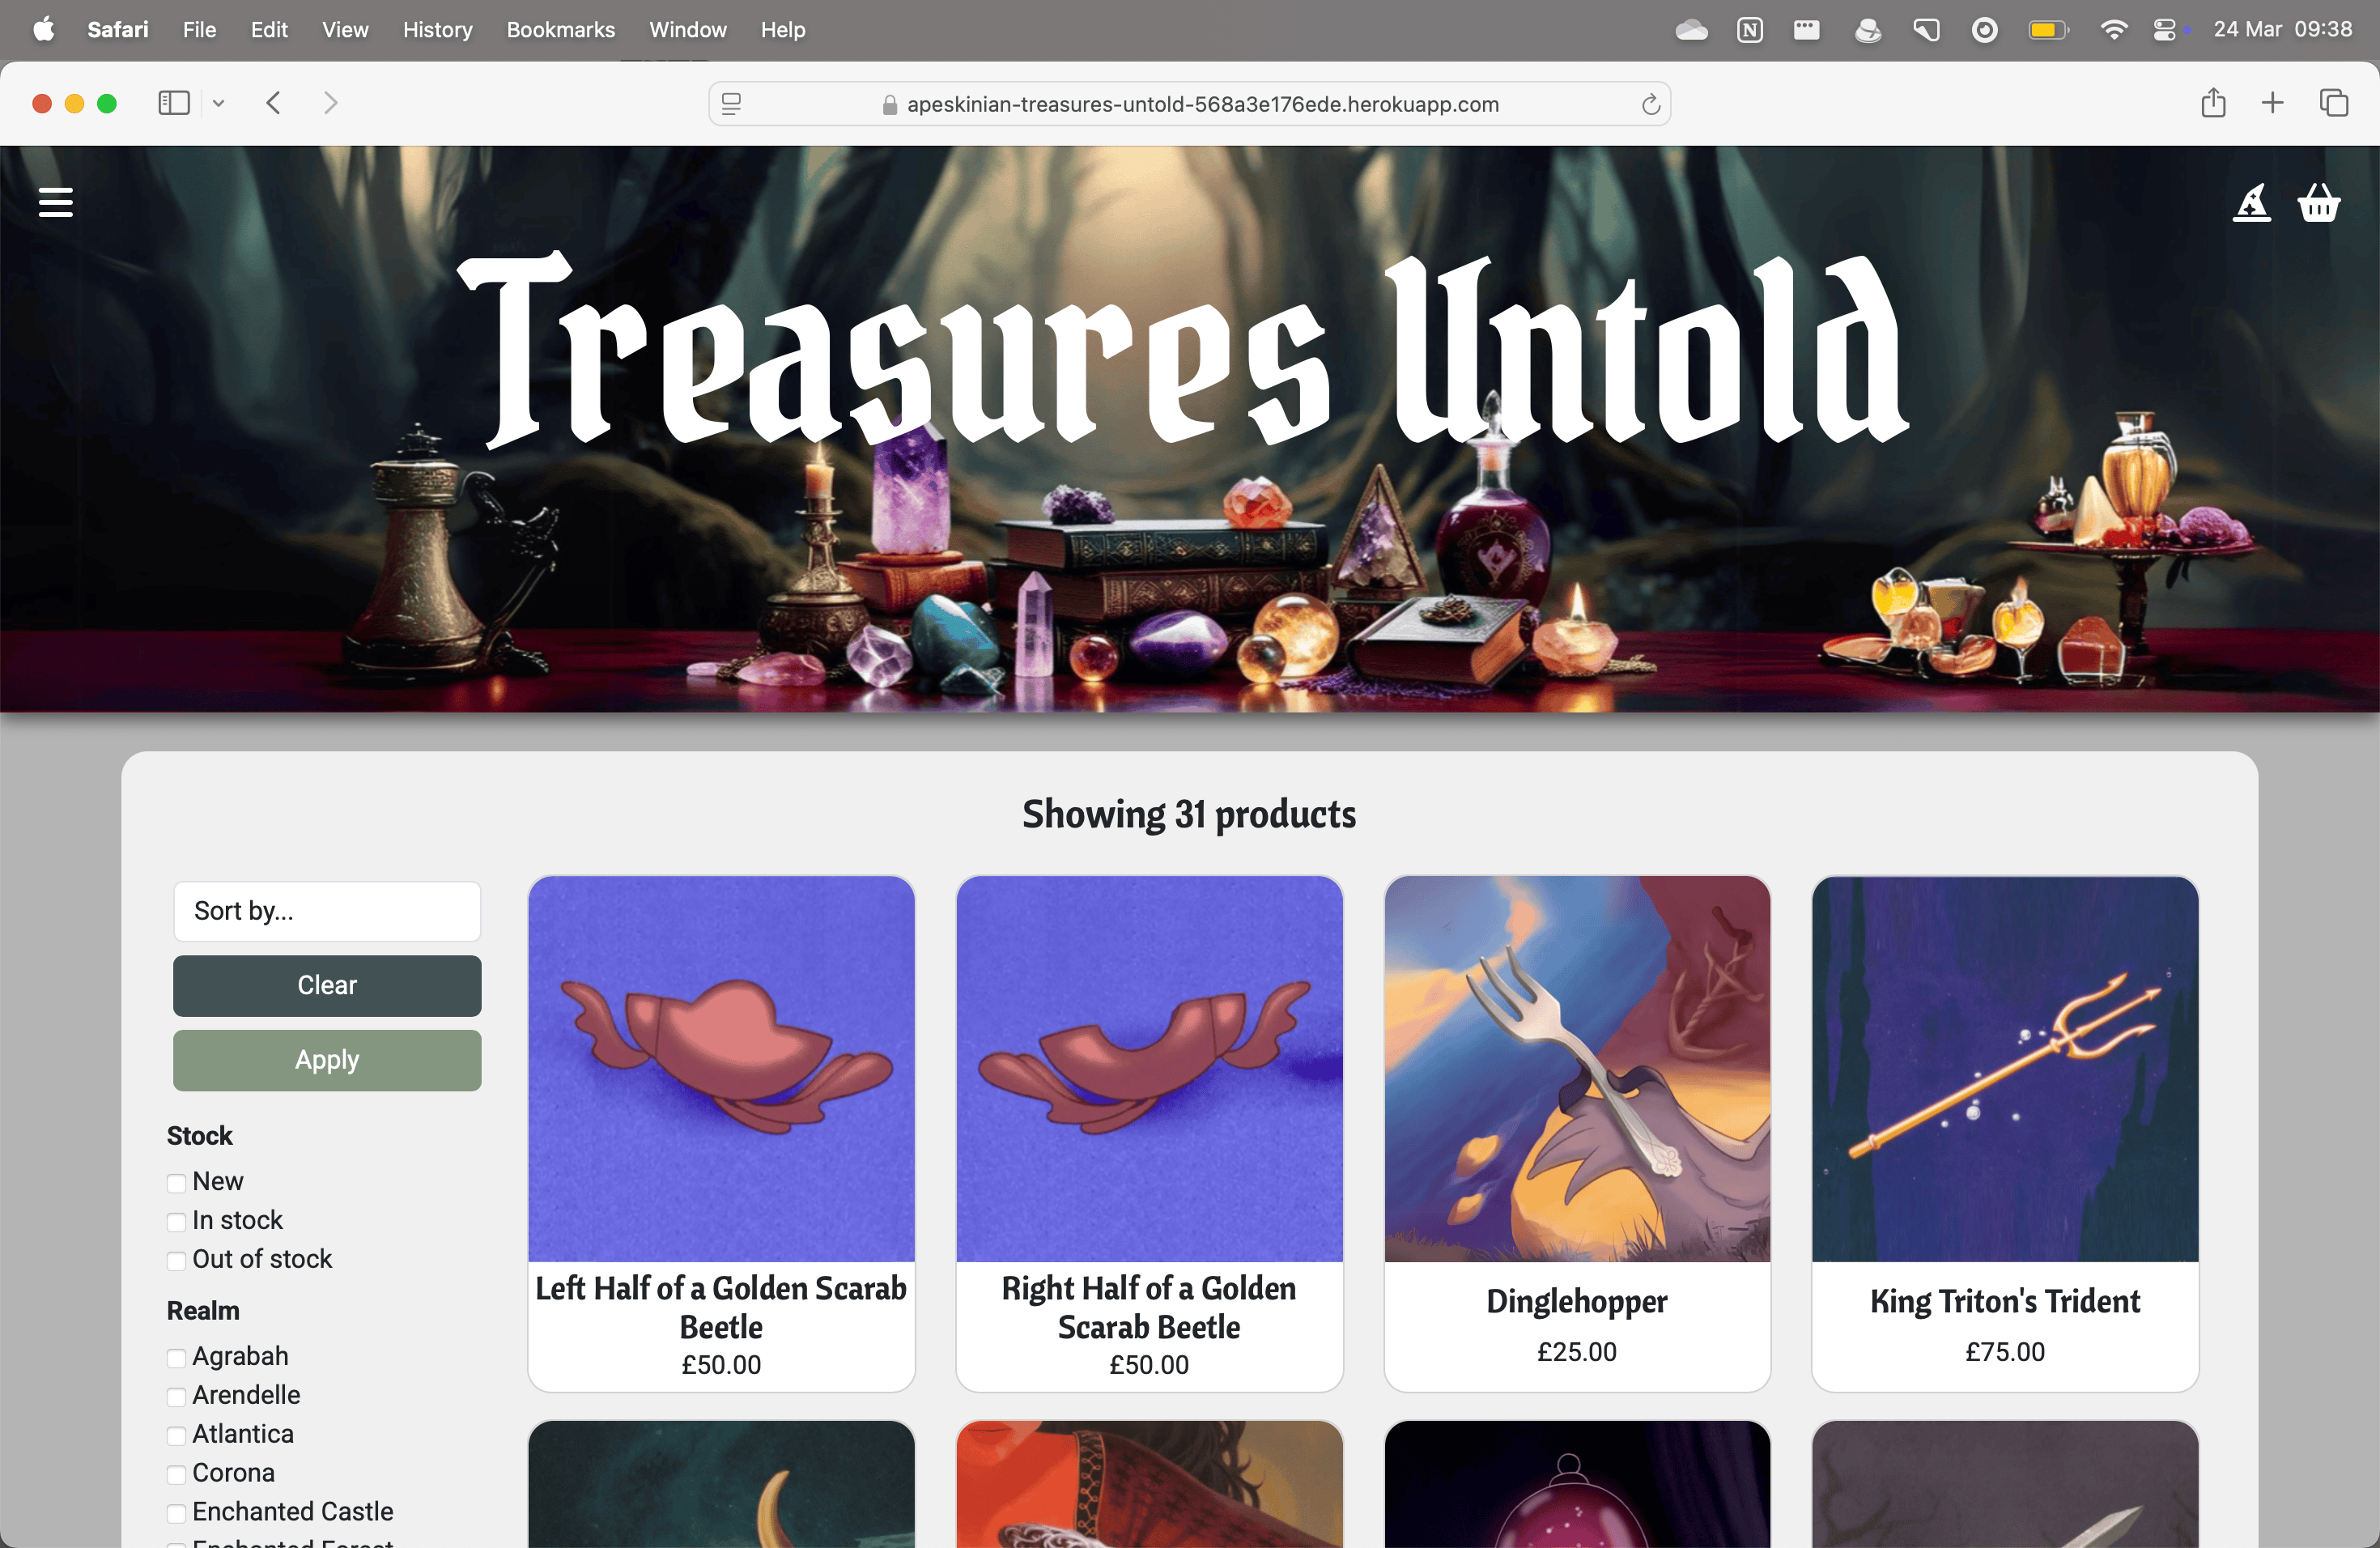 Safari File Edit View History Bookmarks Window Help 24 Mar 09:38
apeskinian-treasures-untold-568a3e176ede.herokuapp.com
Treasures Untold
Showing 31 products
Sort by...
Clear
Apply
Stock
New
In stock
Out of stock
Realm
Agrabah
Arendelle
Atlantica
Corona
Enchanted Castle
Enchanted Forest
Left Half of a Golden Scarab
Beetle
£50.00
Right Half of a Golden
Scarab Beetle
£50.00
Dinglehopper
£25.00
King Triton's Trident
£75.00